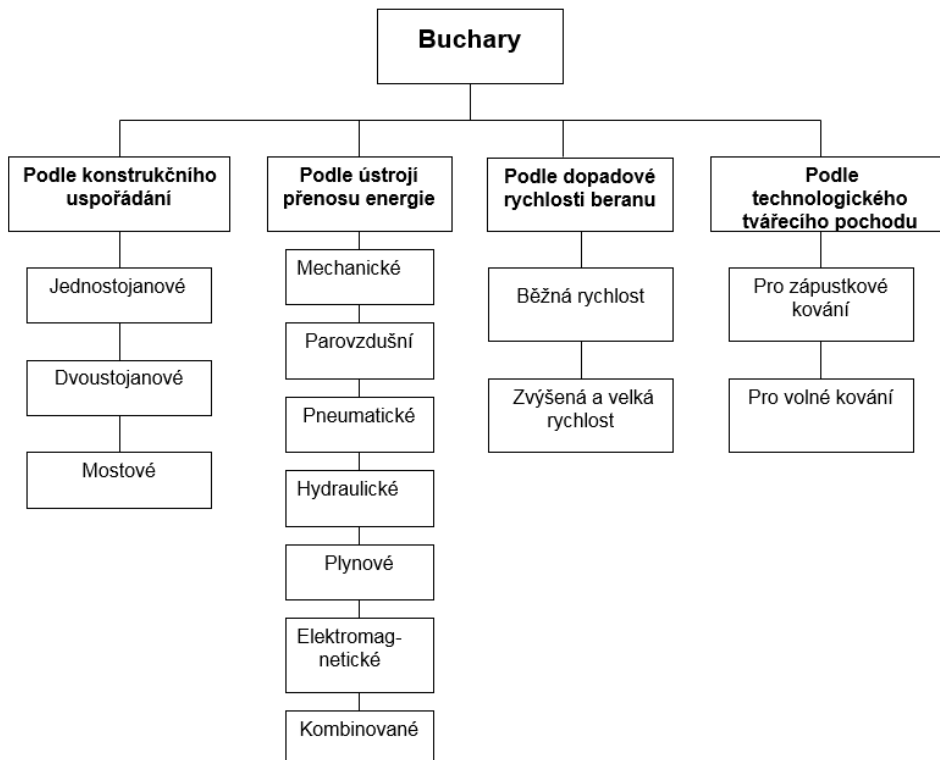 Buchary
Podle konstrukčního
uspořádání
Jednostojanové
Dvoustojanové
Mostové
Podle ústrojí
přenosu energie
Mechanické
Parovzdušní
Pneumatické
Hydraulické
Plynové
Elektromag-
netické
Kombinované
Podle dopadové
rychlosti beranu
Běžná rychlost
Zvýšená a velká
rychlost
Podle
technologického
tvářecího pochodu
Pro zápustkové
kování
Pro volné kování